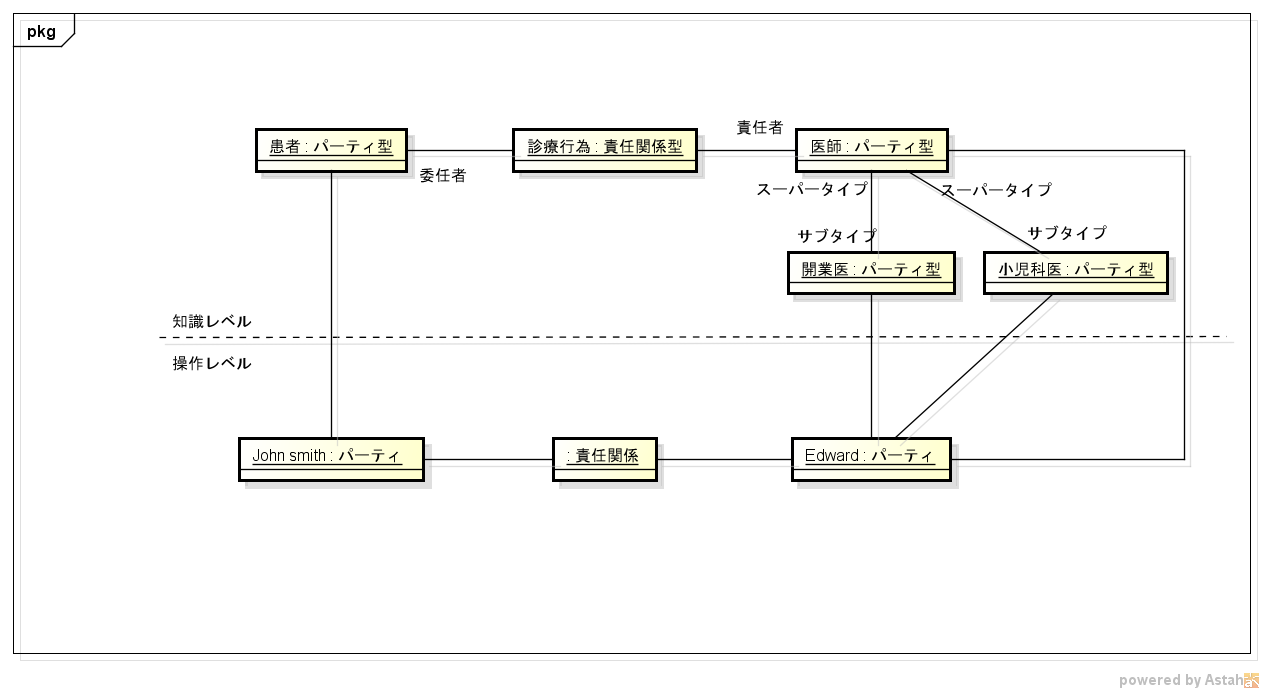 pkg
責任者
患者 : パーティ型
診療行為 : 責任関係型
医師 : パーティ型
委任者
スーパータイプ
スーパータイプ
サブタイプ
サブタイプ
開業医 : パーティ型
小児科医 : パーティ型
知識レベル
操作レベル
John smith : パーティ
: 責任関係
Edward : パーティ
powered by Astah